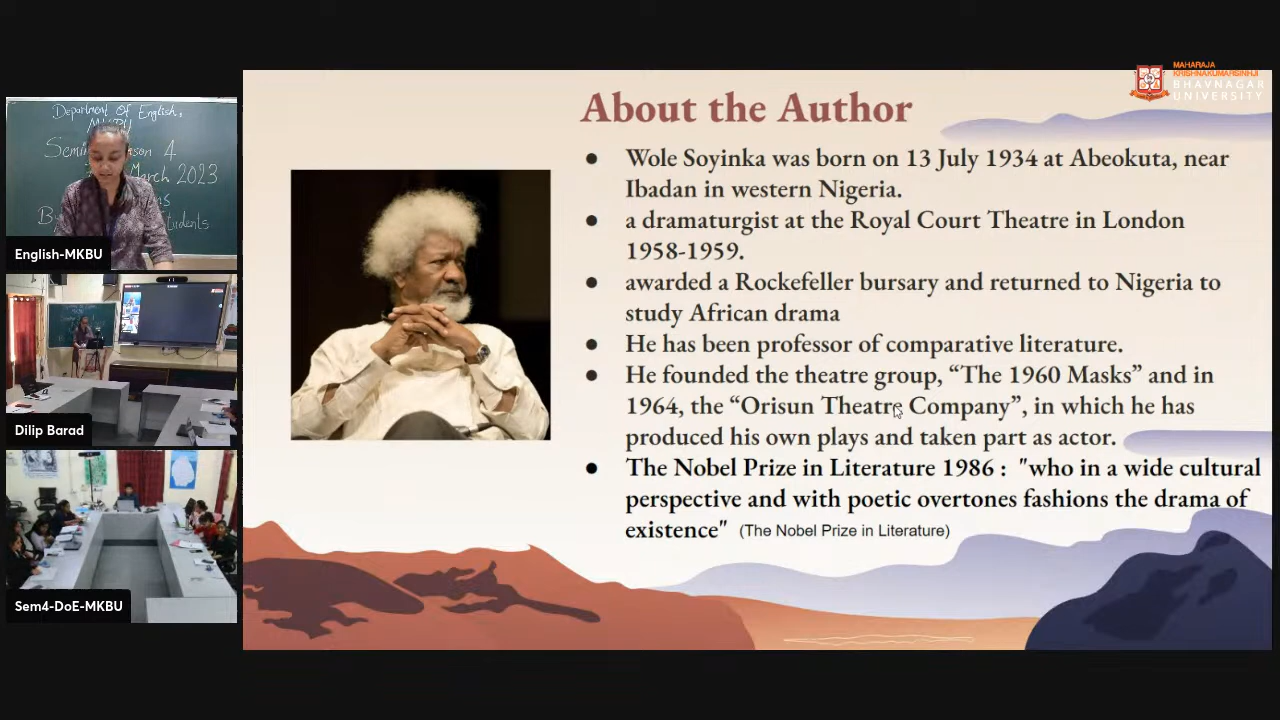 MAHARAJA
KRISHNAKUMARSINHJI
BHAVNAGAR
UNIVERSITY
About the Author
● Wole Soyinka was born on 13 July 1934 at Abeokuta, near
Ibadan in western Nigeria.
● a dramaturgist at the Royal Court Theatre in London
1958-1959.
● awarded a Rockefeller bursary and returned to Nigeria to
study African drama
● He has been professor of comparative literature.
● He founded the theatre group, “The 1960 Masks” and in
1964, the “Orisun Theatre Company”, in which he has
produced his own plays and taken part as actor.
● The Nobel Prize in Literature 1986 : "who in a wide cultural
perspective and with poetic overtones fashions the drama of
existence" (The Nobel Prize in Literature)
Department Of English,
MKBU
4
March 2023
By
English-MKBU
Dilip Barad
Sem4-DoE-MKBU